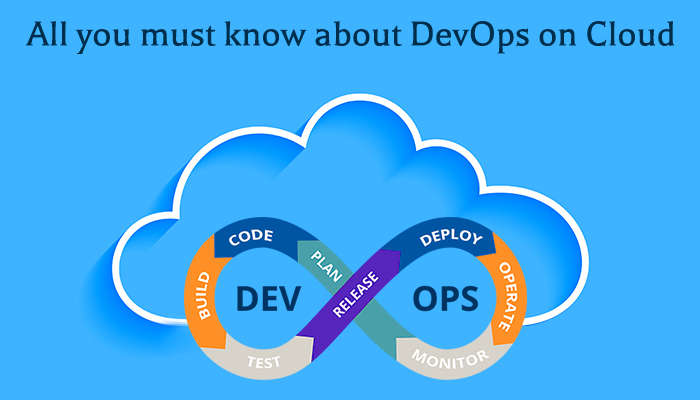 All you must know about DevOps on Cloud
CODE
DEPLOY
PLAN
RELEASE
BUILD
DEV
OPS
OPERATE
TEST
MONITOR